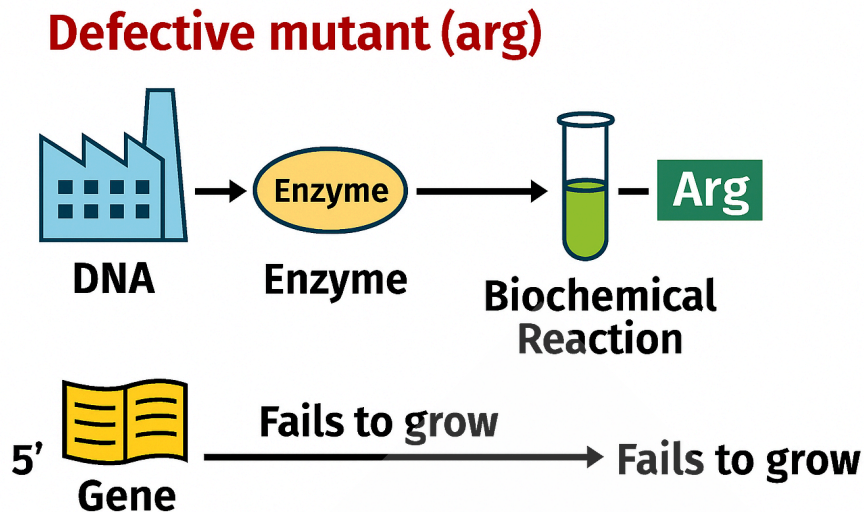 Defective mutant (arg)
Enzyme
Arg
DNA
Enzyme
Biochemical
Reaction
Fails to grow
5’
Fails to grow
Gene